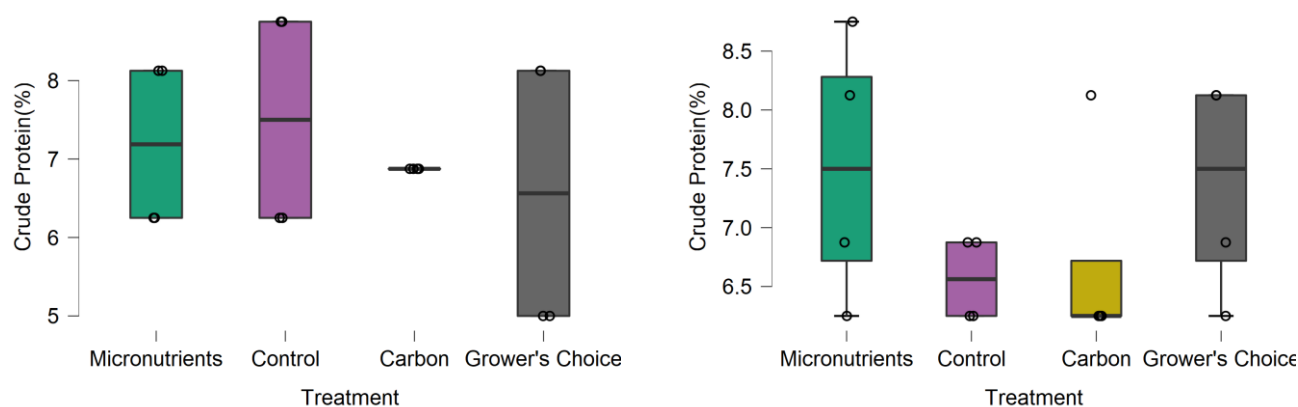 Crude Protein(%)
8
7
6
5
Micronutrients Control Carbon Grower's Choice
Treatment
Crude Protein(%)
8.5
8.0
7.5
7.0
6.5
Micronutrients Control Carbon Grower's Choice
Treatment